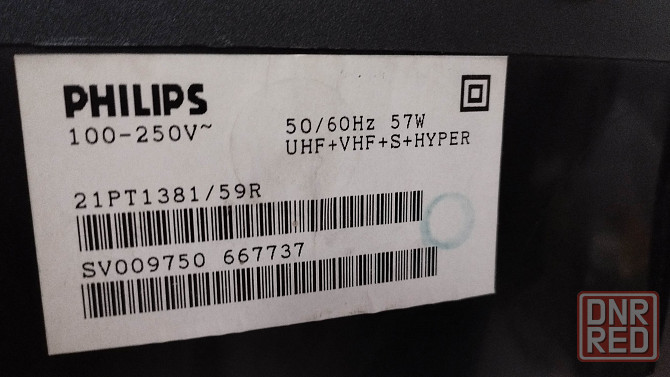 PHILIPS
100-250V~
50/60Hz 57W
UHF+VHF+S+HYPER
21PT1381/59R
SV009750 667737
DNR
RED